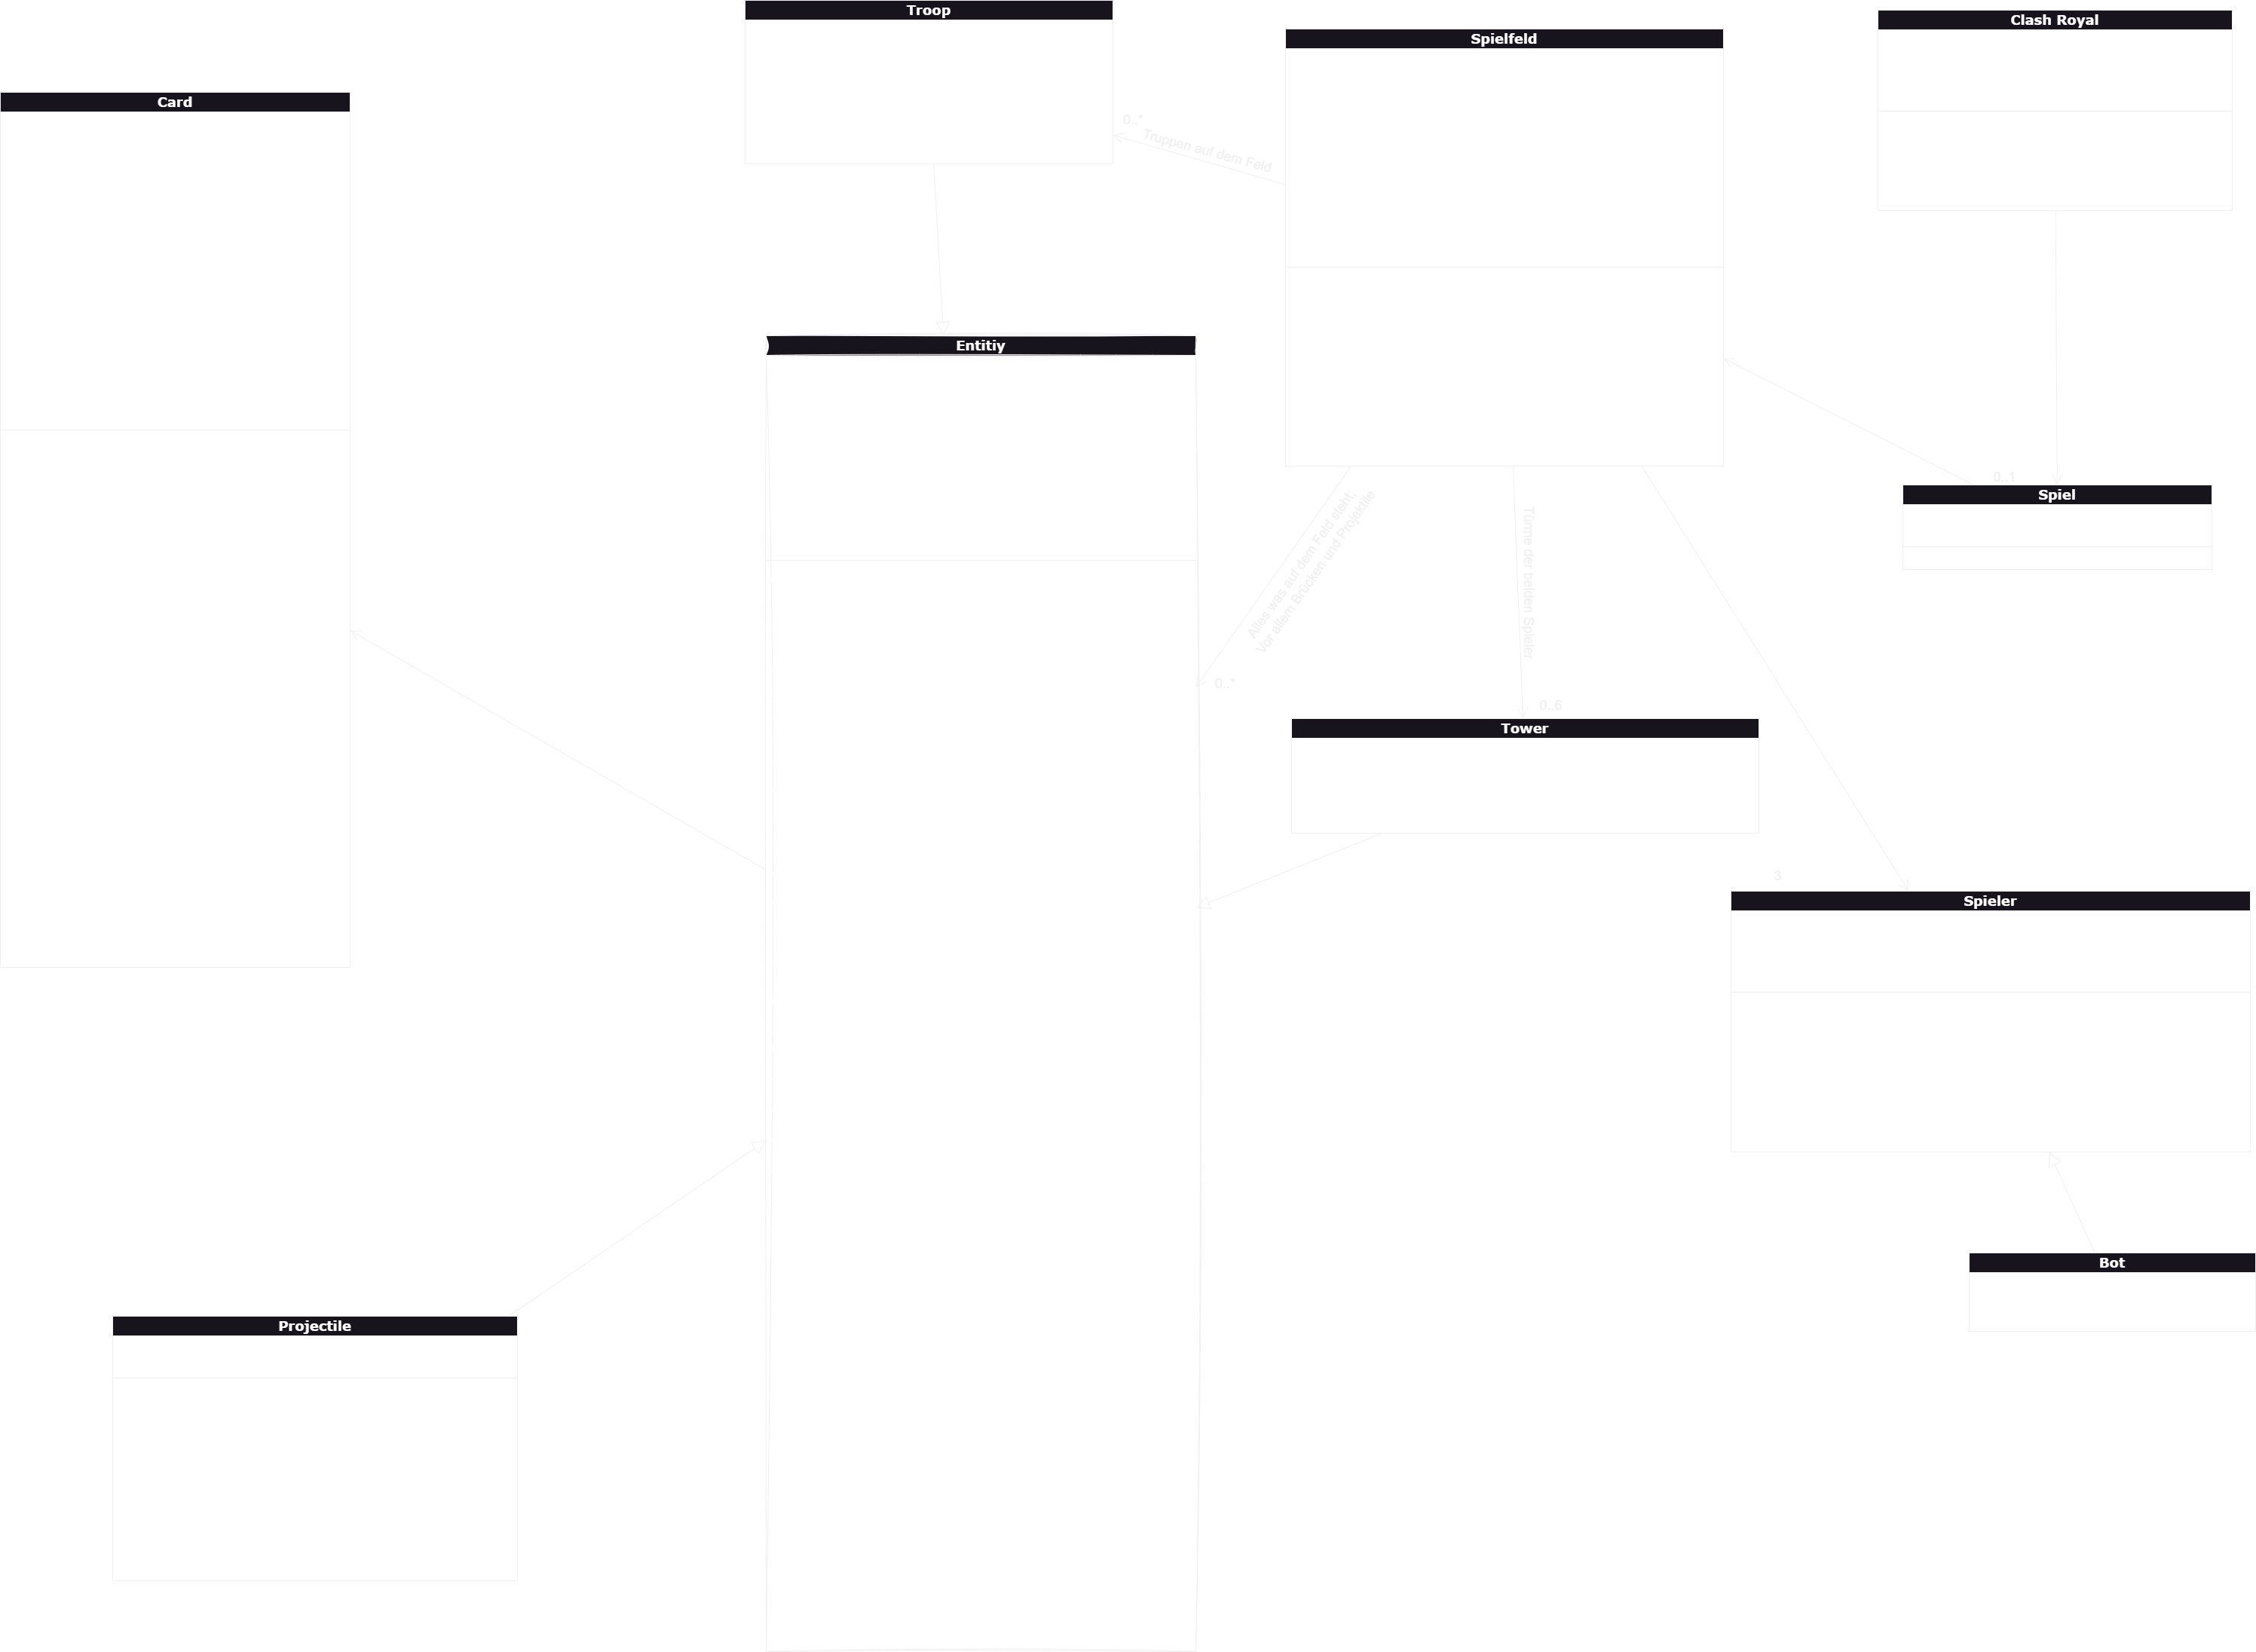 Troop
Clash Royal
Spielfeld
Card
0..*
Truppen auf dem Feld
Entitiy
0..1
Spiel
Alles was auf dem Feld steht;
Vor allem Brücken und Projektile
Türme der beiden Spieler
0..*
0..6
Tower
3
Spieler
Bot
Projectile